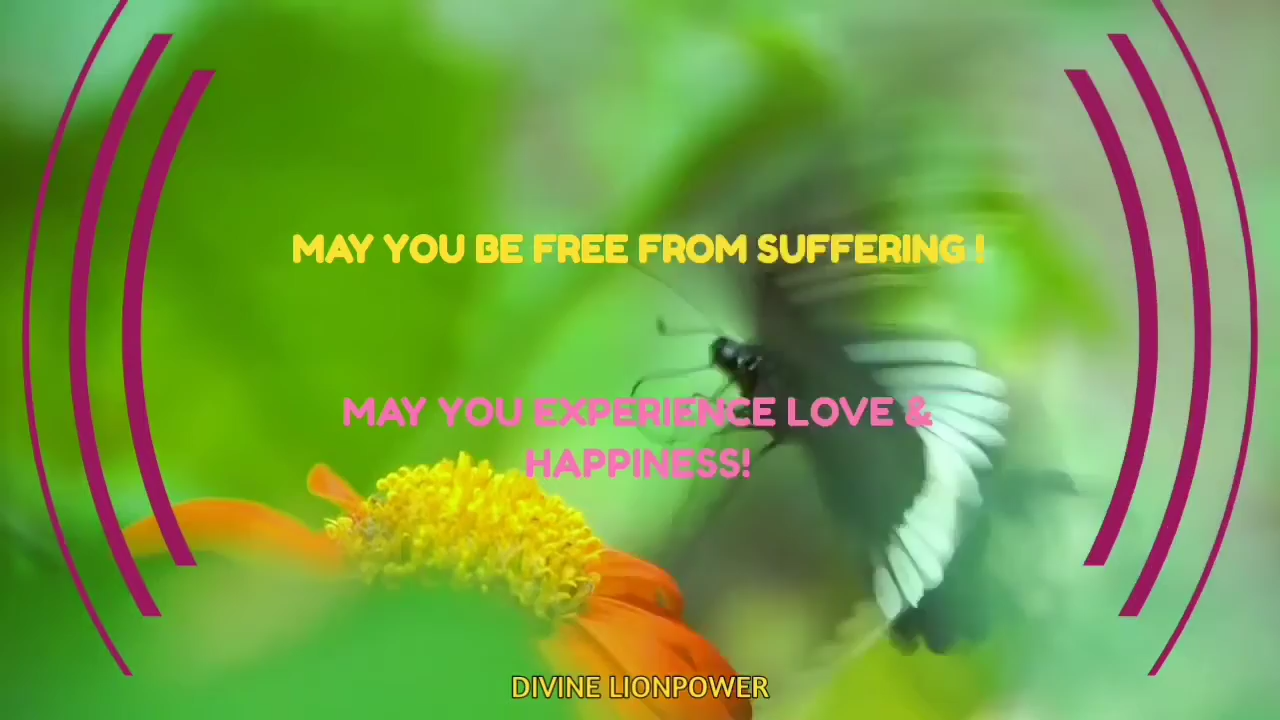 MAY YOU BE FREE FROM SUFFERING !
MAY YOU EXPERIENCE LOVE &
HAPPINESS!
DIVINE LIONPOWER